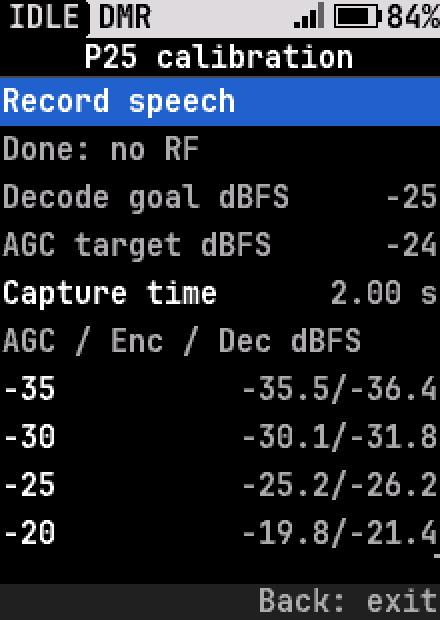 IDLE DMR 84%
P25 calibration
Record speech
Done: no RF
Decode goal dBFS -25
AGC target dBFS -24
Capture time 2.00 s
AGC / Enc / Dec dBFS
-35 -35.5/-36.4
-30 -30.1/-31.8
-25 -25.2/-26.2
-20 -19.8/-21.4
Back: exit